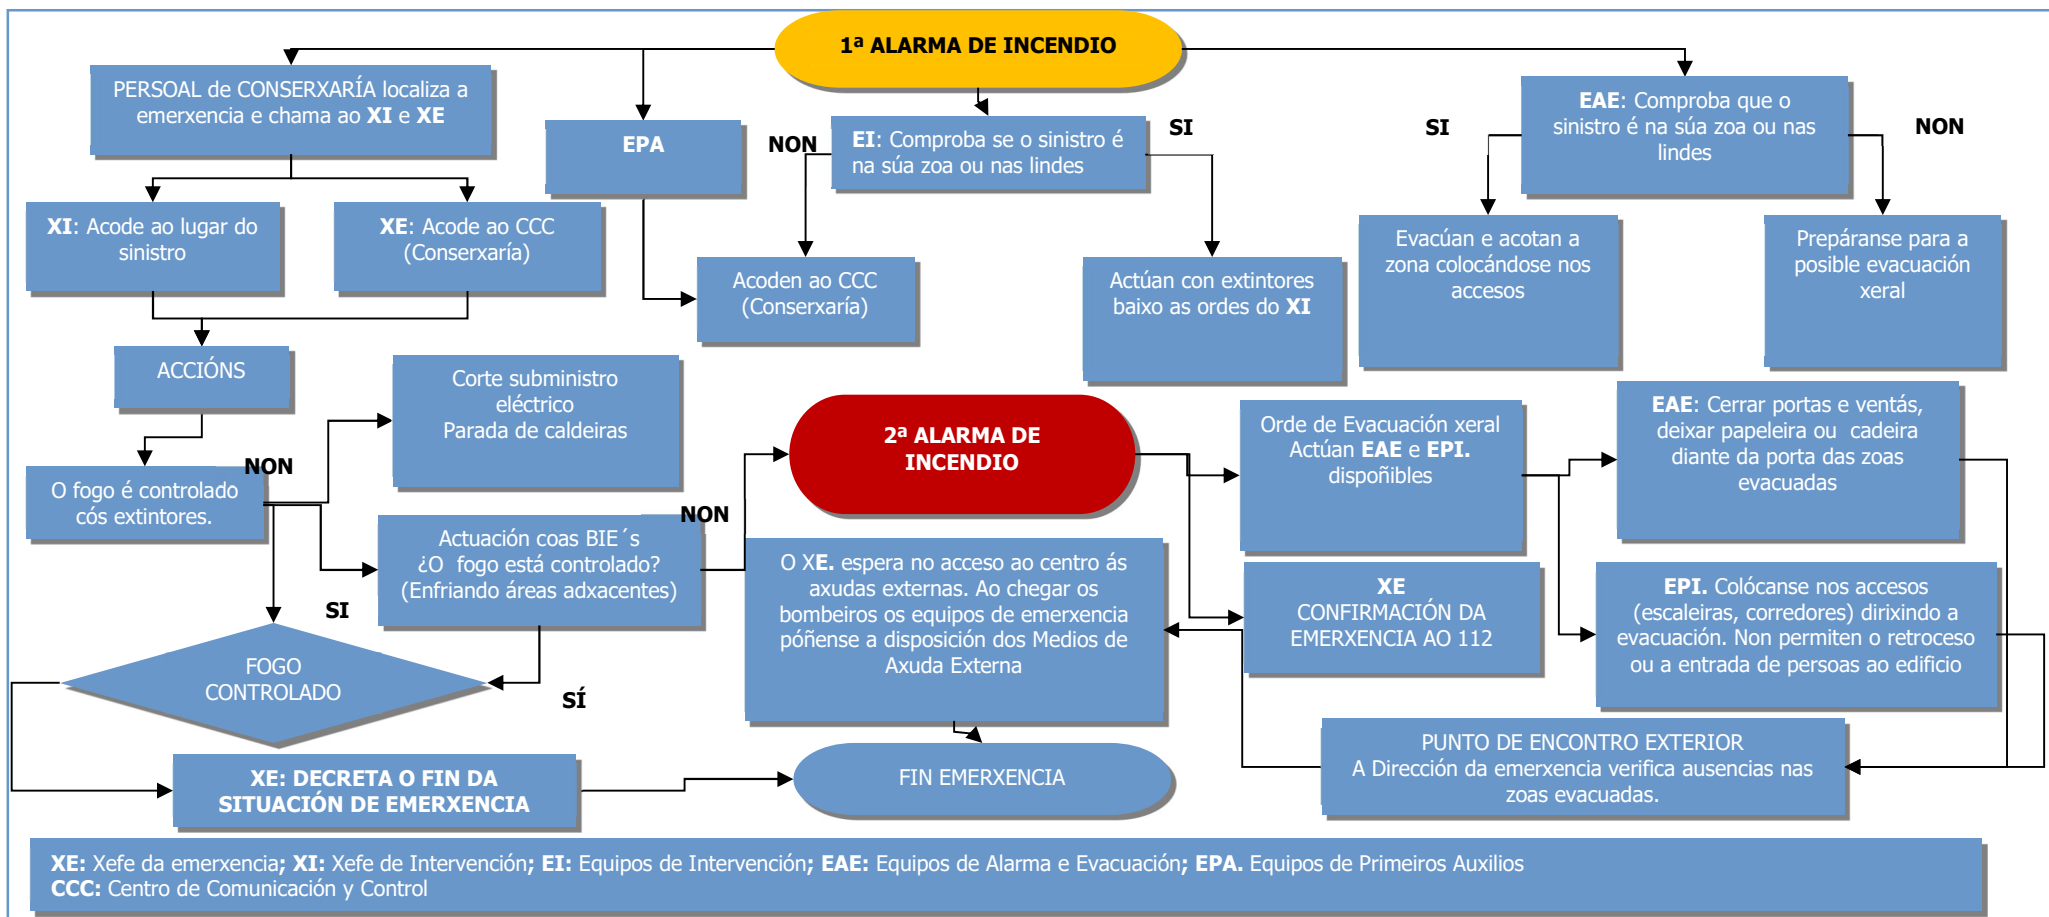 1ª ALARMA DE INCENDIO
PERSOAL de CONSERXARÍA localiza a
emerxencia e chama ao XI e XE
EPA
NON
EI: Comproba se o sinistro é
na súa zoa ou nas lindes
SI
SI
EAE: Comproba que o
sinistro é na súa zoa ou nas
lindes
NON
XI: Acode ao lugar do
sinistro
XE: Acode ao CCC
(Conserxaría)
Acoden ao CCC
(Conserxaría)
Actúan con extintores
baixo as ordes do XI
Evacúan e acotan a
zona colocándose nos
accesos
Prepáranse para a
posible evacuación
xeral
ACCIÓNS
Corte subministro
eléctrico
Parada de caldeiras
NON
O fogo é controlado
cós extintores.
2ª ALARMA DE
INCENDIO
Orde de Evacuación xeral
Actúan EAE e EPI.
dispoñibles
EAE: Cerrar portas e ventás,
deixar papeleira ou cadeira
diante da porta das zoas
evacuadas
Actuación coas BIE´s
¿O fogo está controlado?
(Enfriando áreas adxacentes)
NON
SI
O XE. espera no acceso ao centro ás
axudas externas. Ao chegar os
bombeiros os equipos de emerxencia
póñense a disposición dos Medios de
Axuda Externa
XE
CONFIRMACIÓN DA
EMERXENCIA AO 112
EPI. Colócanse nos accesos
(escaleiras, corredores) dirixindo a
evacuación. Non permiten o retroceso
ou a entrada de persoas ao edificio
FOGO
CONTROLADO
SÍ
XE: DECRETA O FIN DA
SITUACIÓN DE EMERXENCIA
FIN EMERXENCIA
PUNTO DE ENCONTRO EXTERIOR
A Dirección da emerxencia verifica ausencias nas
zoas evacuadas.
XE: Xefe da emerxencia; XI: Xefe de Intervención; EI: Equipos de Intervención; EAE: Equipos de Alarma e Evacuación; EPA. Equipos de Primeiros Auxilios
CCC: Centro de Comunicación y Control